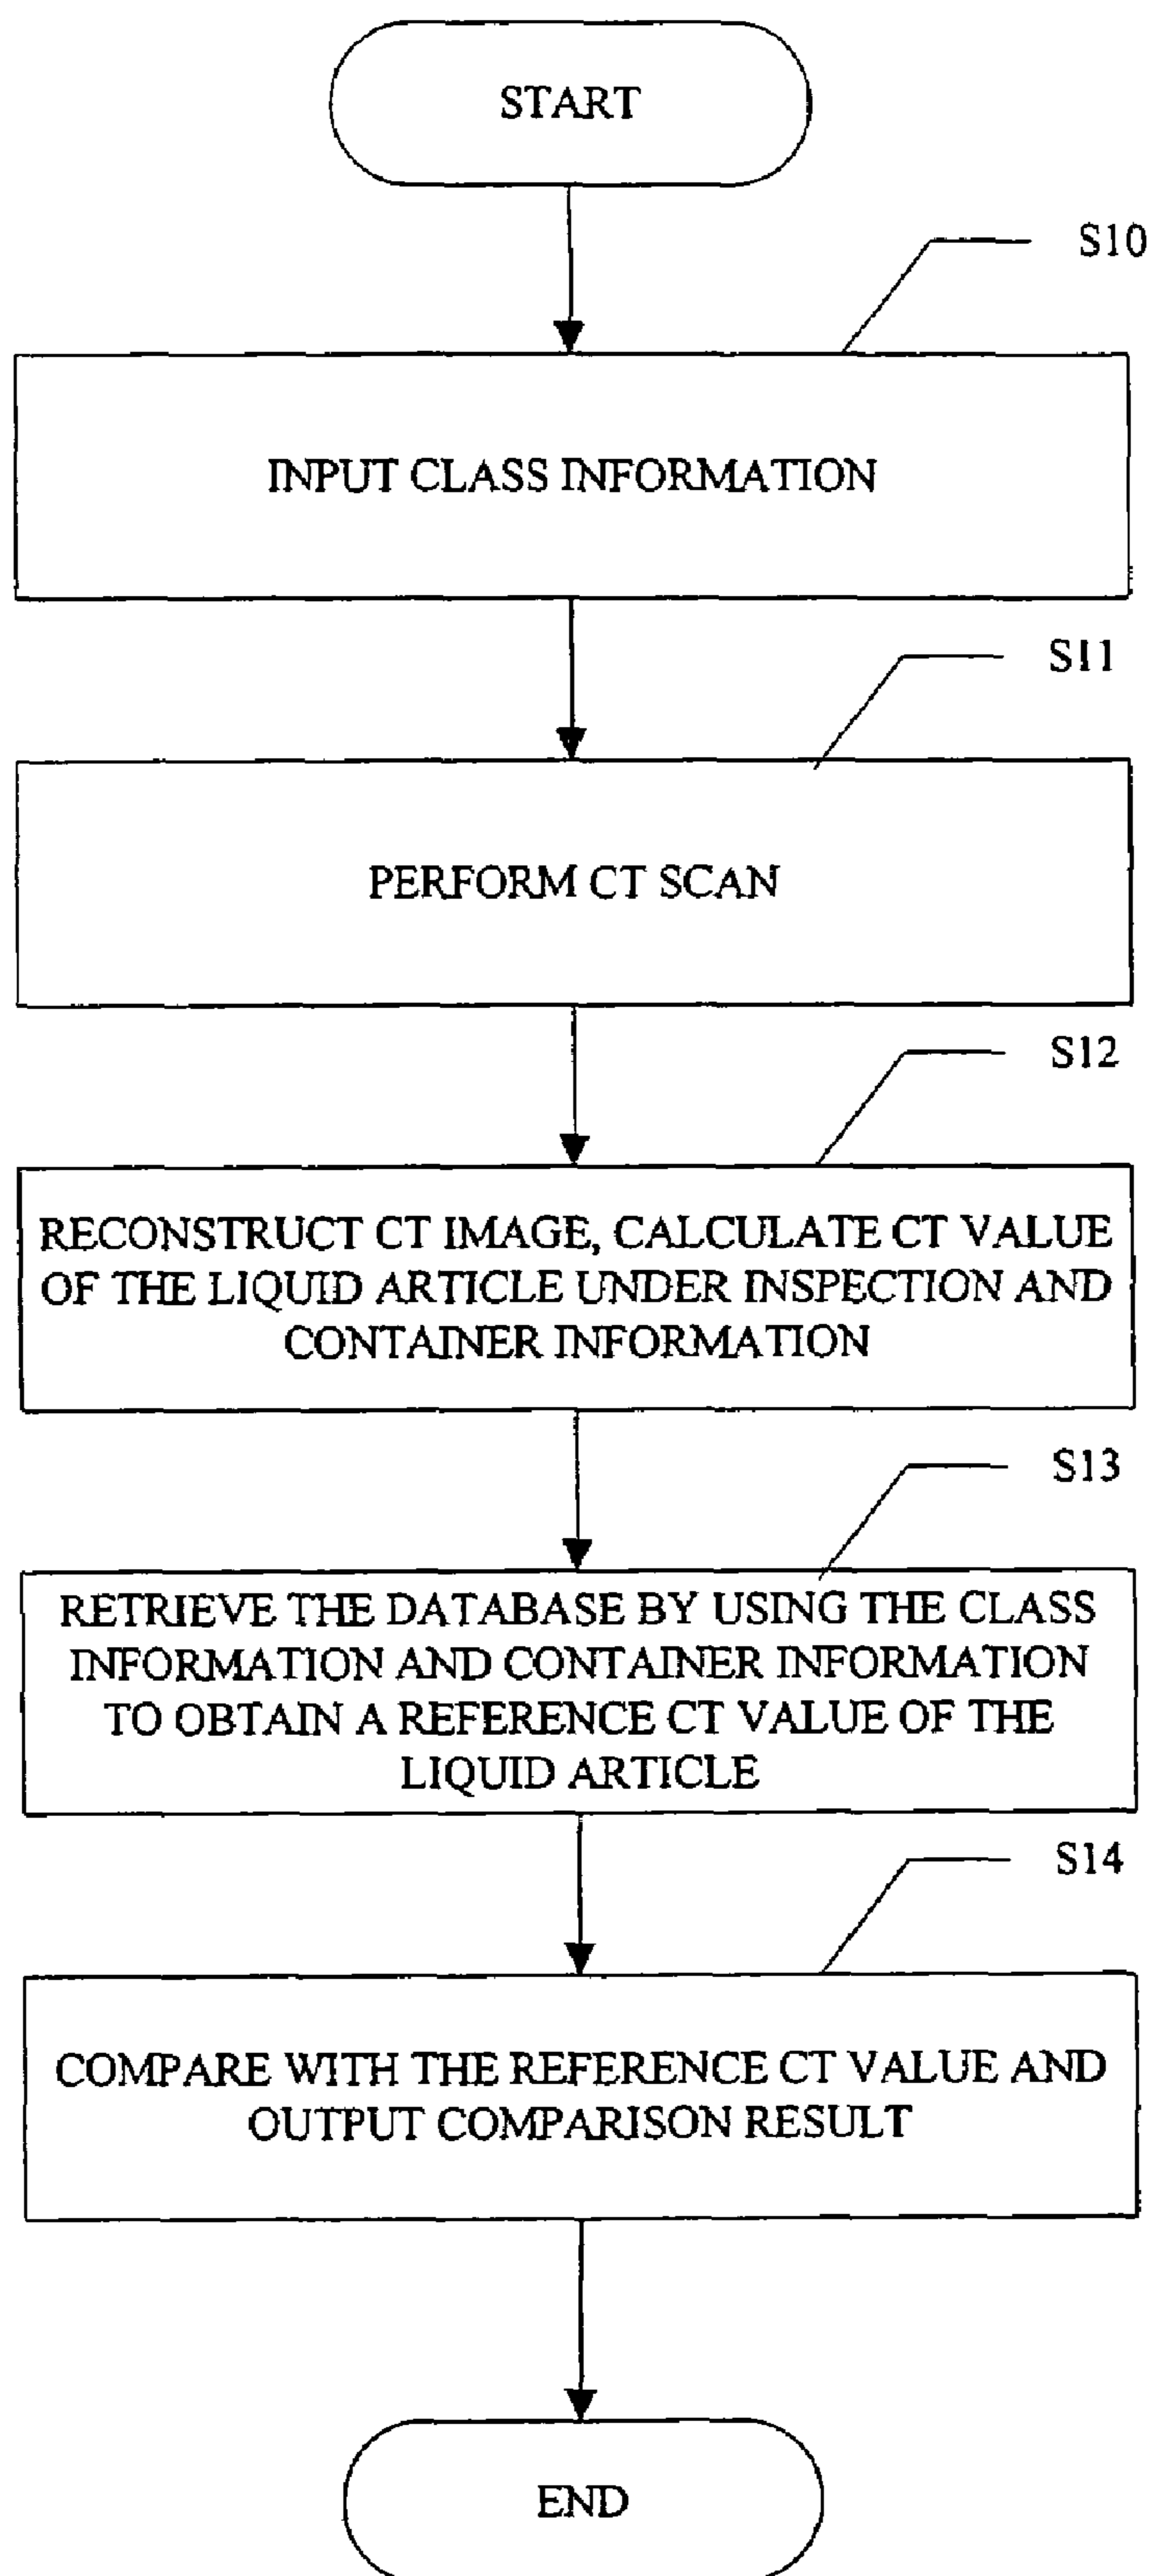 START
S10
INPUT CLASS INFORMATION
S11
PERFORM CT SCAN
S12
RECONSTRUCT CT IMAGE, CALCULATE CT VALUE
OF THE LIQUID ARTICLE UNDER INSPECTION AND
CONTAINER INFORMATION
S13
RETRIEVE THE DATABASE BY USING THE CLASS
INFORMATION AND CONTAINER INFORMATION
TO OBTAIN A REFERENCE CT VALUE OF THE
LIQUID ARTICLE
S14
COMPARE WITH THE REFERENCE CT VALUE AND
OUTPUT COMPARISON RESULT
END